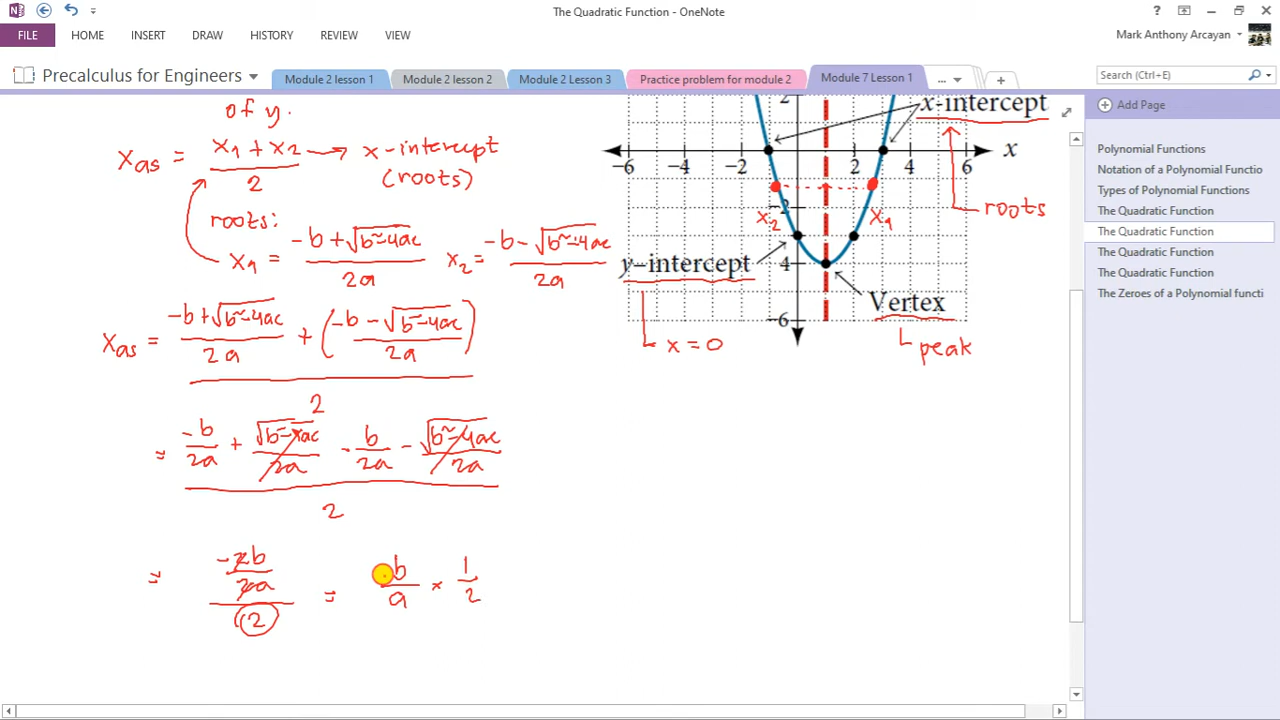 The Quadratic Function - OneNote
FILE HOME INSERT DRAW HISTORY REVIEW VIEW
Mark Anthony Arcayan
Precalculus for Engineers
Module 2 lesson 1
Module 2 lesson 2
Module 2 Lesson 3
Practice problem for module 2
Module 7 Lesson 1
...
Search (Ctrl+E)
Add Page
Polynomial Functions
Notation of a Polynomial Functio
Types of Polynomial Functions
The Quadratic Function
The Quadratic Function
The Quadratic Function
The Quadratic Function
The Zeroes of a Polynomial functi
of y.
x_as = (x₁ + x₂)/2 → x-intercept
(roots)
roots:
x₁ = (-b + √(b²-4ac))/2a x₂ = (-b - √(b²-4ac))/2a
x_as = ((-b+√(b²-4ac))/2a + ((-b-√(b²-4ac))/2a))/2
= (-b/2a + √(b²-4ac)/2a - b/2a - √(b²-4ac)/2a)/2
= (-2b/2a)/2 = b/a × 1/2
2
x-intercept
-6 -4 -2 2 4 6 x
roots
x₂ -2 x₁
y-intercept 4
Vertex
-6
x = 0
peak